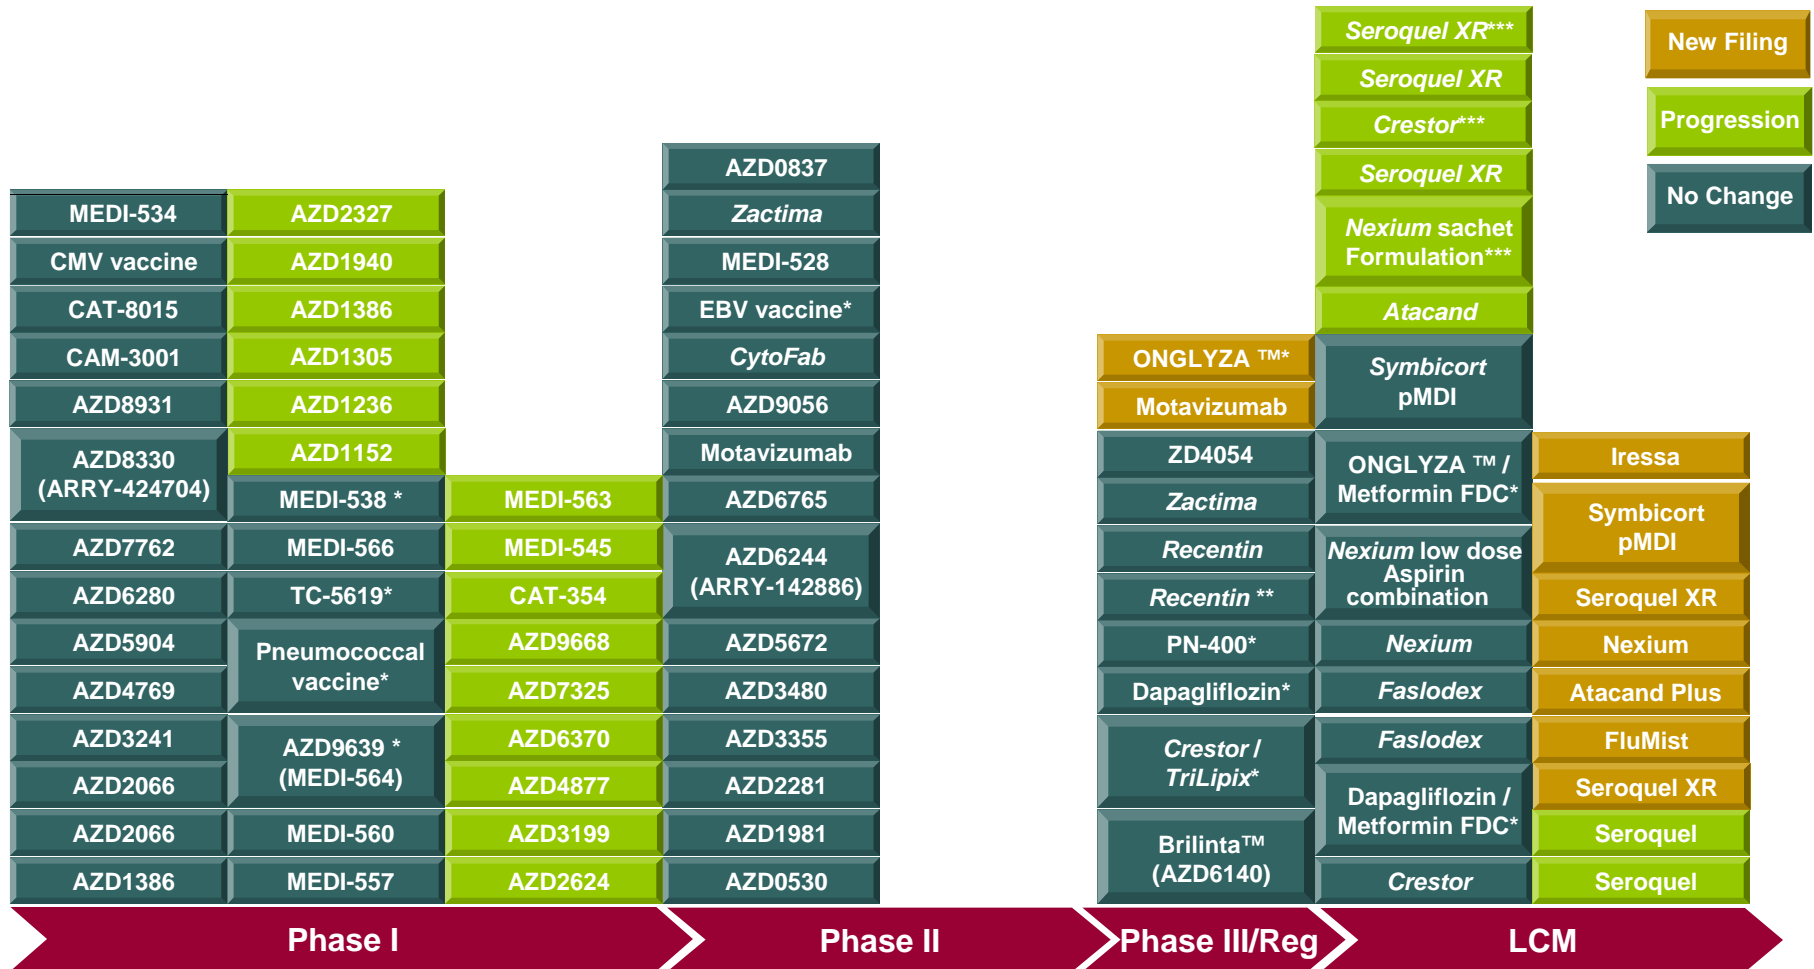 MEDI-534
CMV vaccine
CAT-8015
CAM-3001
AZD8931
AZD8330
(ARRY-424704)
AZD7762
AZD6280
AZD5904
AZD4769
AZD3241
AZD2066
AZD2066
AZD1386
AZD2327
AZD1940
AZD1386
AZD1305
AZD1236
AZD1152
MEDI-538 *
MEDI-566
TC-5619*
Pneumococcal
vaccine*
AZD9639 *
(MEDI-564)
MEDI-560
MEDI-557
MEDI-563
MEDI-545
CAT-354
AZD9668
AZD7325
AZD6370
AZD4877
AZD3199
AZD2624
AZD0837
Zactima
MEDI-528
EBV vaccine*
CytoFab
AZD9056
Motavizumab
AZD6765
AZD6244
(ARRY-142886)
AZD5672
AZD3480
AZD3355
AZD2281
AZD1981
AZD0530
ONGLYZA ™*
Motavizumab
ZD4054
Zactima
Recentin
Recentin **
PN-400*
Dapagliflozin*
Crestor /
TriLipix*
Brilinta™
(AZD6140)
Seroquel XR***
Seroquel XR
Crestor***
Seroquel XR
Nexium sachet
Formulation***
Atacand
Symbicort
pMDI
ONGLYZA ™ /
Metformin FDC*
Nexium low dose
Aspirin
combination
Nexium
Faslodex
Faslodex
Dapagliflozin /
Metformin FDC*
Crestor
Iressa
Symbicort
pMDI
Seroquel XR
Nexium
Atacand Plus
FluMist
Seroquel XR
Seroquel
Seroquel
New Filing
Progression
No Change
Phase I
Phase II
Phase III/Reg
LCM